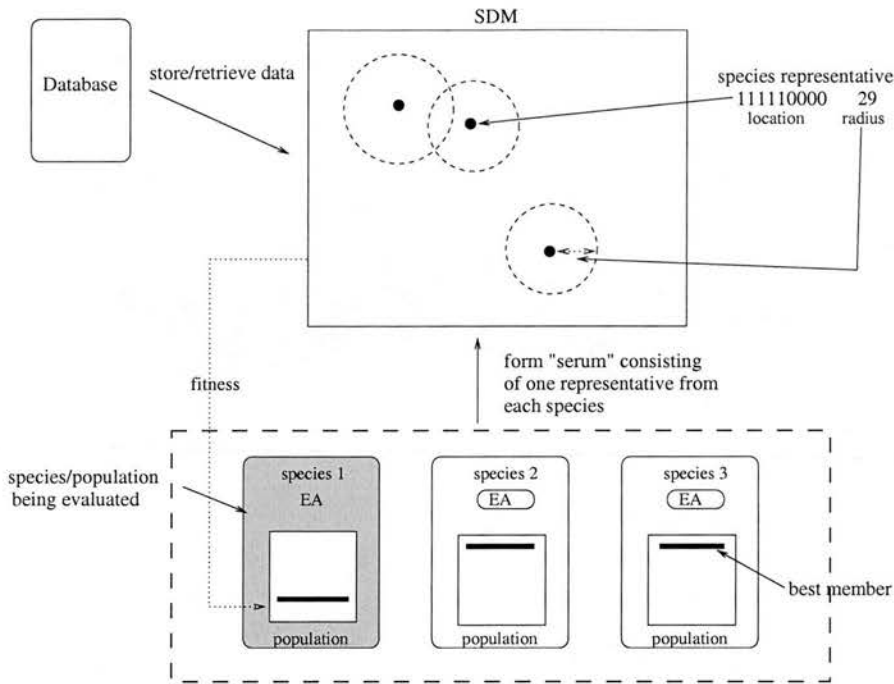 SDM
Database
store/retrieve data
species representative
111110000 29
location radius
form "serum" consisting
of one representative from
each species
fitness
species/population
being evaluated
species 1
EA
population
species 2
EA
population
species 3
EA
population
best member